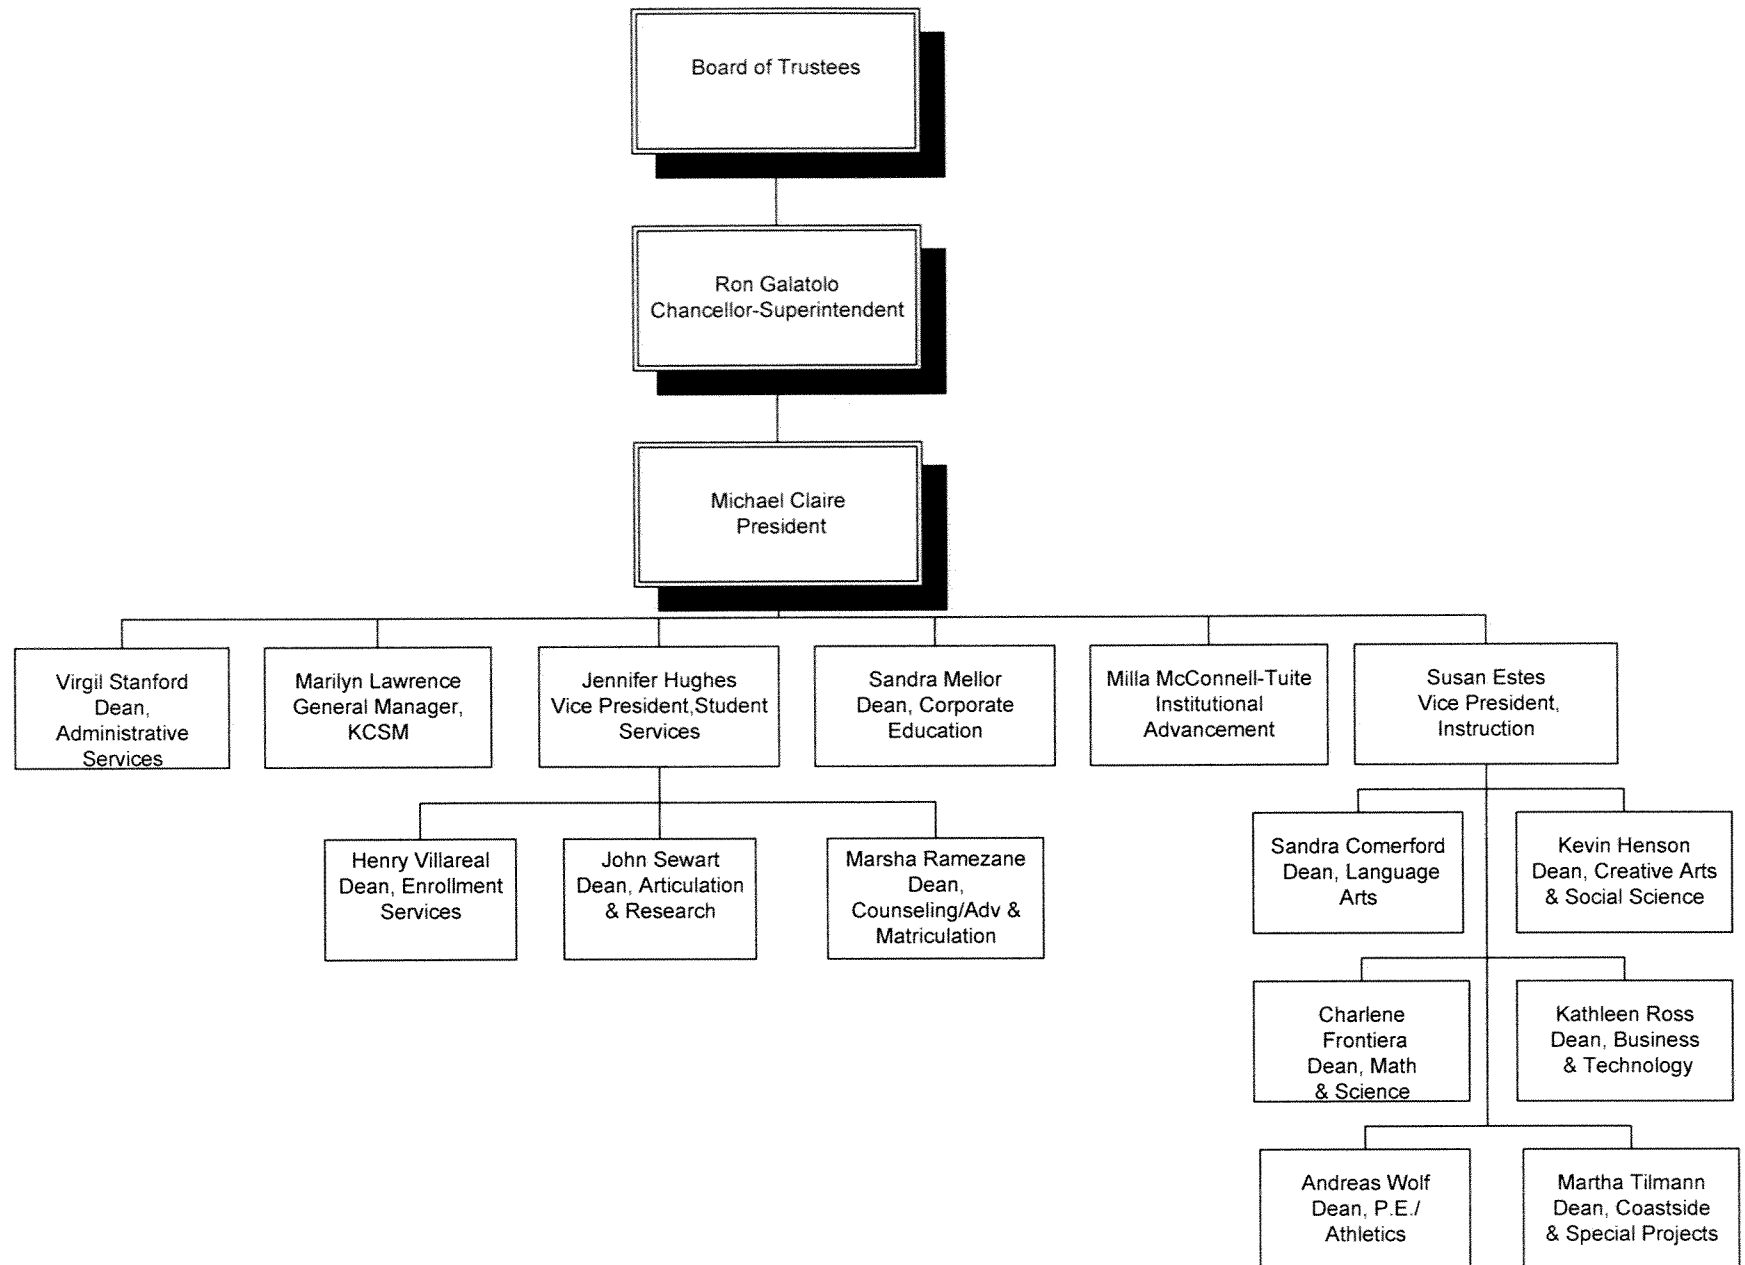 Board of Trustees
Ron Galatolo
Chancellor-Superintendent
Michael Claire
President
Virgil Stanford
Dean,
Administrative
Services
Marilyn Lawrence
General Manager,
KCSM
Jennifer Hughes
Vice President,Student
Services
Sandra Mellor
Dean, Corporate
Education
Milla McConnell-Tuite
Institutional
Advancement
Susan Estes
Vice President,
Instruction
Henry Villareal
Dean, Enrollment
Services
John Sewart
Dean, Articulation
& Research
Marsha Ramezane
Dean,
Counseling/Adv &
Matriculation
Sandra Comerford
Dean, Language
Arts
Kevin Henson
Dean, Creative Arts
& Social Science
Charlene
Frontiera
Dean, Math
& Science
Kathleen Ross
Dean, Business
& Technology
Andreas Wolf
Dean, P.E./
Athletics
Martha Tilmann
Dean, Coastside
& Special Projects